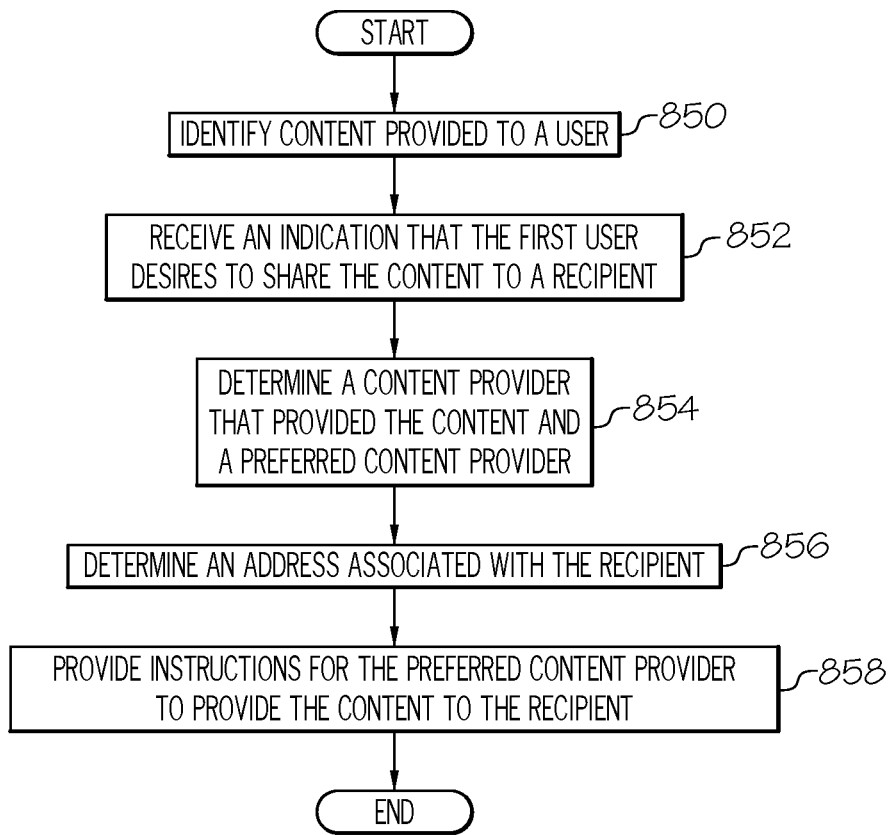 START
IDENTIFY CONTENT PROVIDED TO A USER
850
RECEIVE AN INDICATION THAT THE FIRST USER
DESIRES TO SHARE THE CONTENT TO A RECIPIENT
852
DETERMINE A CONTENT PROVIDER
THAT PROVIDED THE CONTENT AND
A PREFERRED CONTENT PROVIDER
854
DETERMINE AN ADDRESS ASSOCIATED WITH THE RECIPIENT
856
PROVIDE INSTRUCTIONS FOR THE PREFERRED CONTENT PROVIDER
TO PROVIDE THE CONTENT TO THE RECIPIENT
858
END